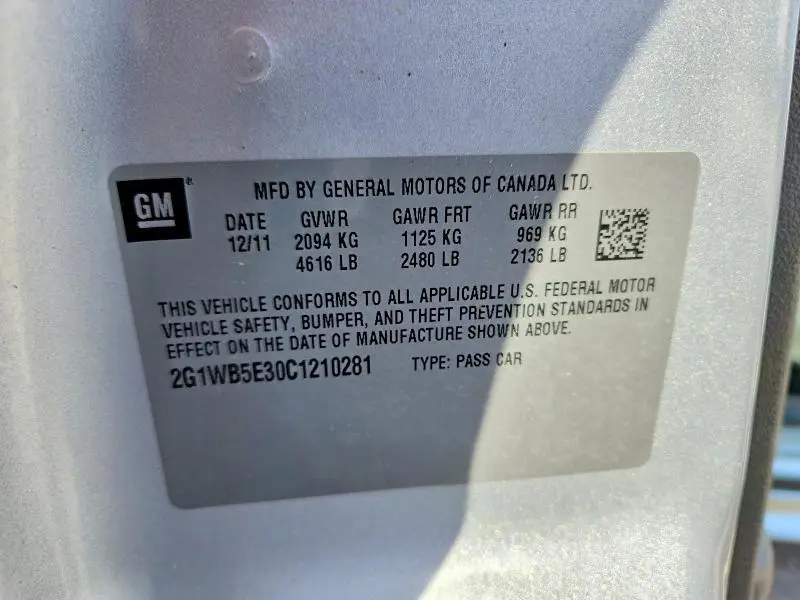 GM ®
MFD BY GENERAL MOTORS OF CANADA LTD.
DATE GVWR GAWR FRT GAWR RR
12/11 2094 KG 1125 KG 969 KG
4616 LB 2480 LB 2136 LB
THIS VEHICLE CONFORMS TO ALL APPLICABLE U.S. FEDERAL MOTOR
VEHICLE SAFETY, BUMPER, AND THEFT PREVENTION STANDARDS IN
EFFECT ON THE DATE OF MANUFACTURE SHOWN ABOVE.
2G1WB5E30C1210281 TYPE: PASS CAR